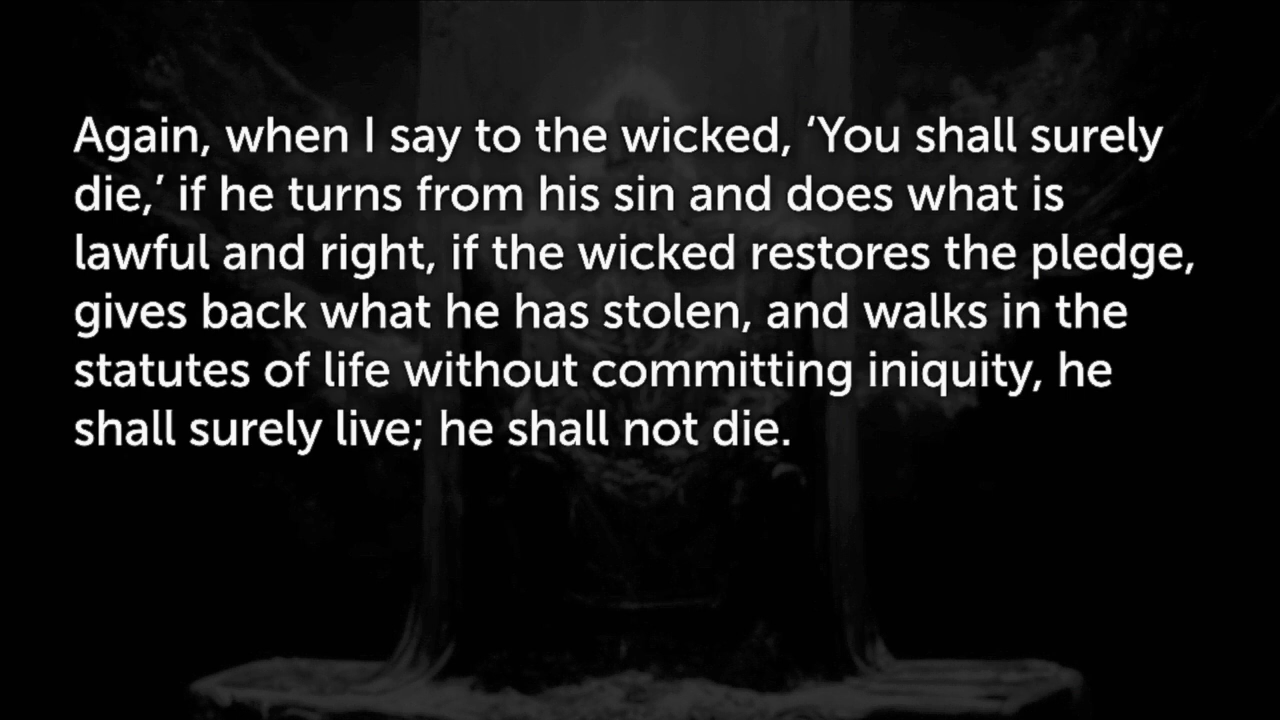 Again, when I say to the wicked, ‘You shall surely
die,’ if he turns from his sin and does what is
lawful and right, if the wicked restores the pledge,
gives back what he has stolen, and walks in the
statutes of life without committing iniquity, he
shall surely live; he shall not die.